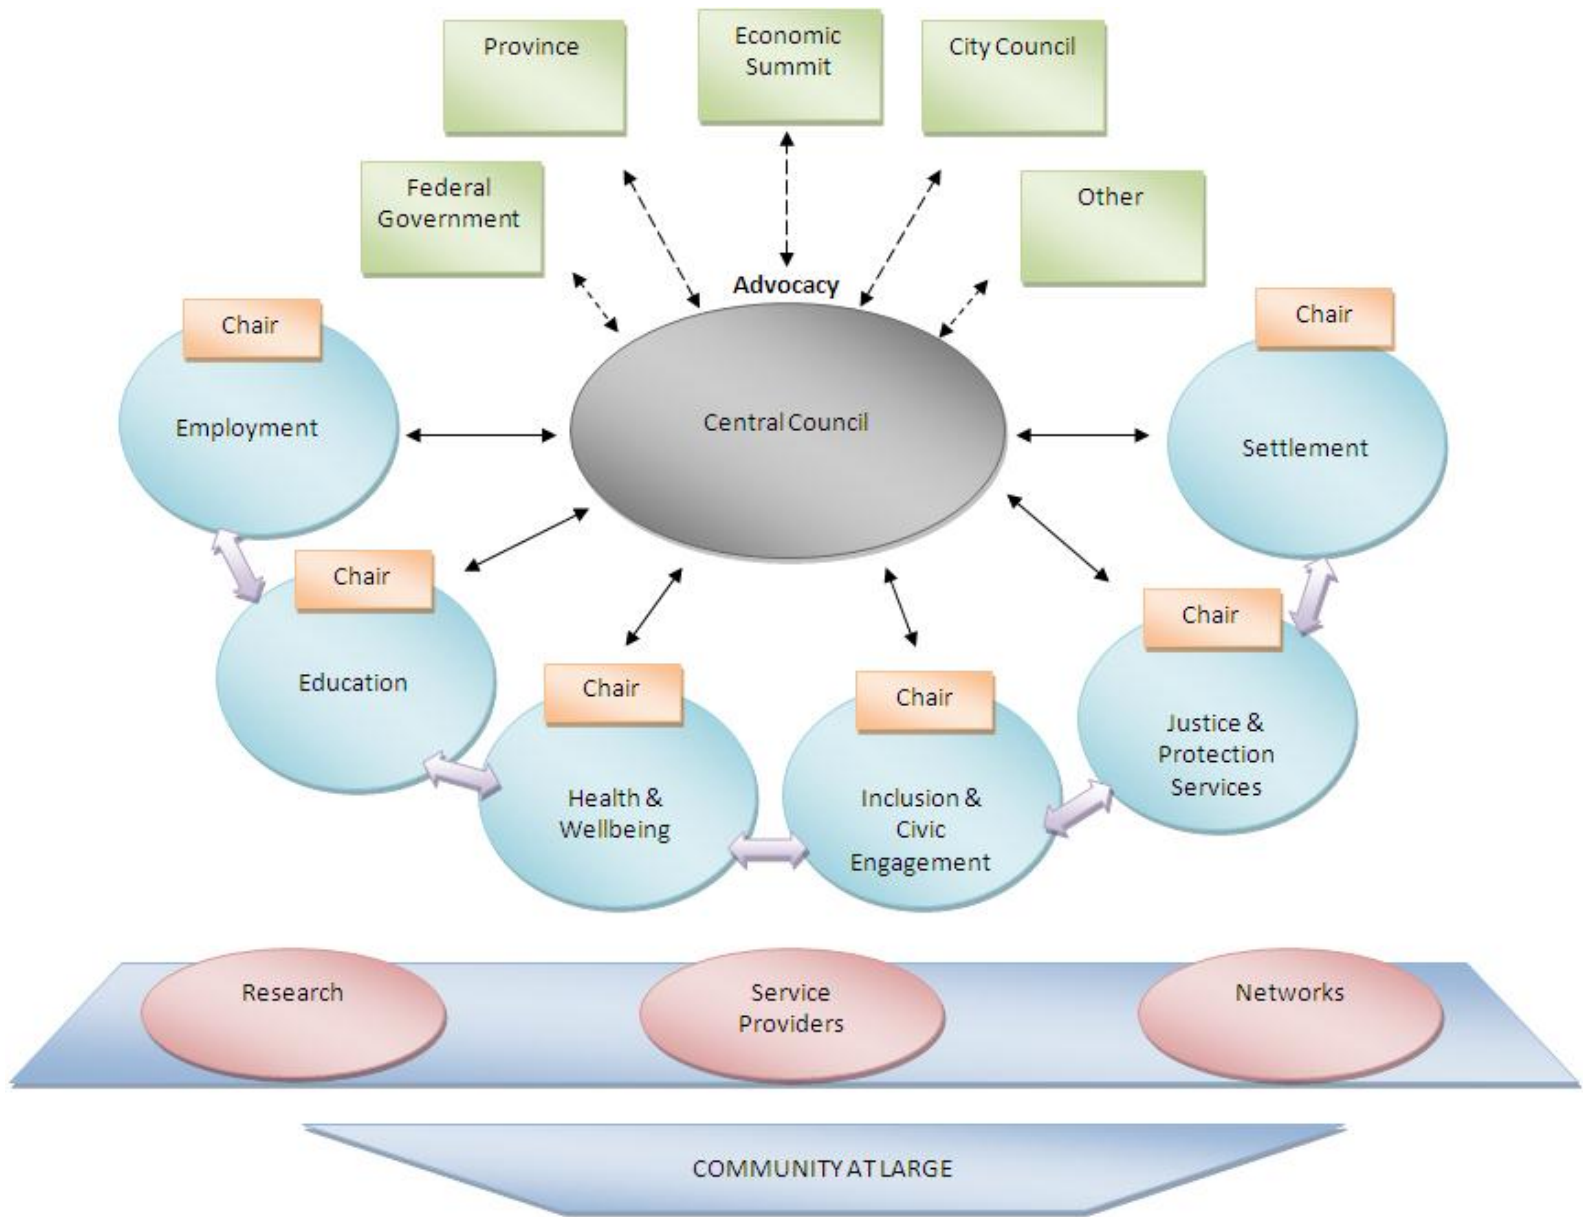 Province
Economic
Summit
City Council
Federal
Government
Other
Advocacy
Chair
Employment
Central Council
Chair
Settlement
Chair
Education
Chair
Health &
Wellbeing
Chair
Inclusion &
Civic
Engagement
Chair
Justice &
Protection
Services
Research
Service
Providers
Networks
COMMUNITY AT LARGE